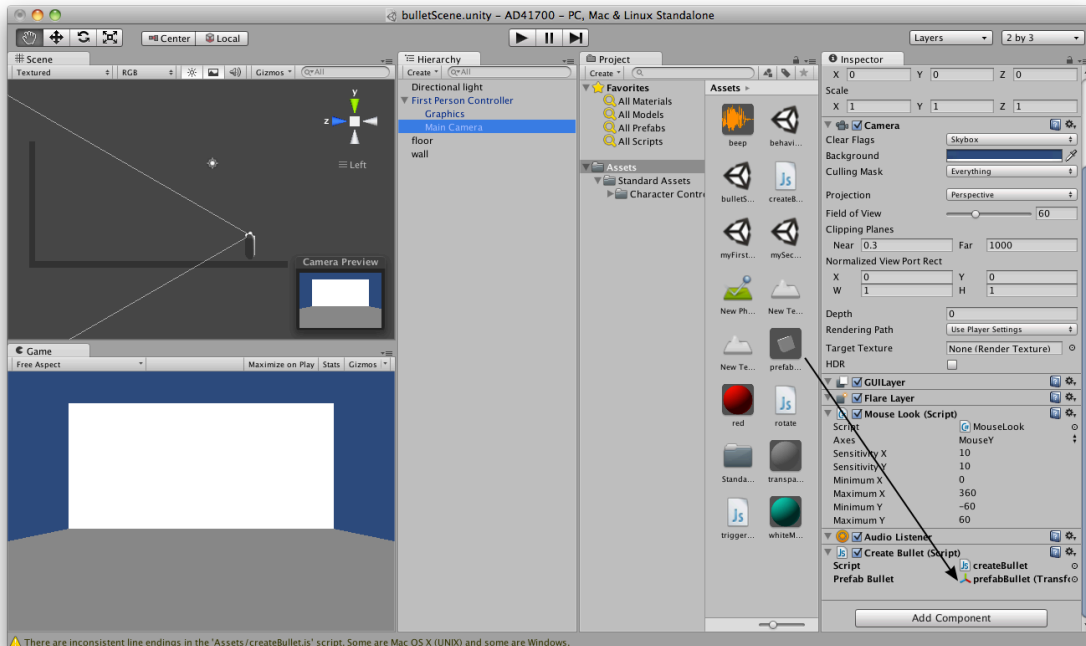 bulletScene.unity - AD41700 - PC, Mac & Linux Standalone
Center Local Layers 2 by 3
Scene
Textured RGB Gizmos All
y
z
Left
Camera Preview
Game
Free Aspect Maximize on Play Stats Gizmos
Hierarchy
Create All
Directional light
First Person Controller
Graphics
Main Camera
floor
wall
Project
Create
Favorites
All Materials
All Models
All Prefabs
All Scripts
Assets
Standard Assets
Character Contr
Assets
beep behavi...
bulletS... createB...
myFirst... mySec...
New Ph... New Te...
New Te... prefab...
red rotate
Standa... transpa...
trigger... whiteM...
Inspector
X 0 Y 0 Z 0
Scale
X 1 Y 1 Z 1
Camera
Clear Flags Skybox
Background
Culling Mask Everything
Projection Perspective
Field of View 60
Clipping Planes
Near 0.3 Far 1000
Normalized View Port Rect
X 0 Y 0
W 1 H 1
Depth 0
Rendering Path Use Player Settings
Target Texture None (Render Texture)
HDR
GUILayer
Flare Layer
Mouse Look (Script)
Script MouseLook
Axes MouseY
Sensitivity X 10
Sensitivity Y 10
Minimum X 0
Maximum X 360
Minimum Y -60
Maximum Y 60
Audio Listener
Js Create Bullet (Script)
Script Js createBullet
Prefab Bullet prefabBullet (Transfo
Add Component
There are inconsistent line endings in the 'Assets/createBullet.js' script. Some are Mac OS X (UNIX) and some are Windows.